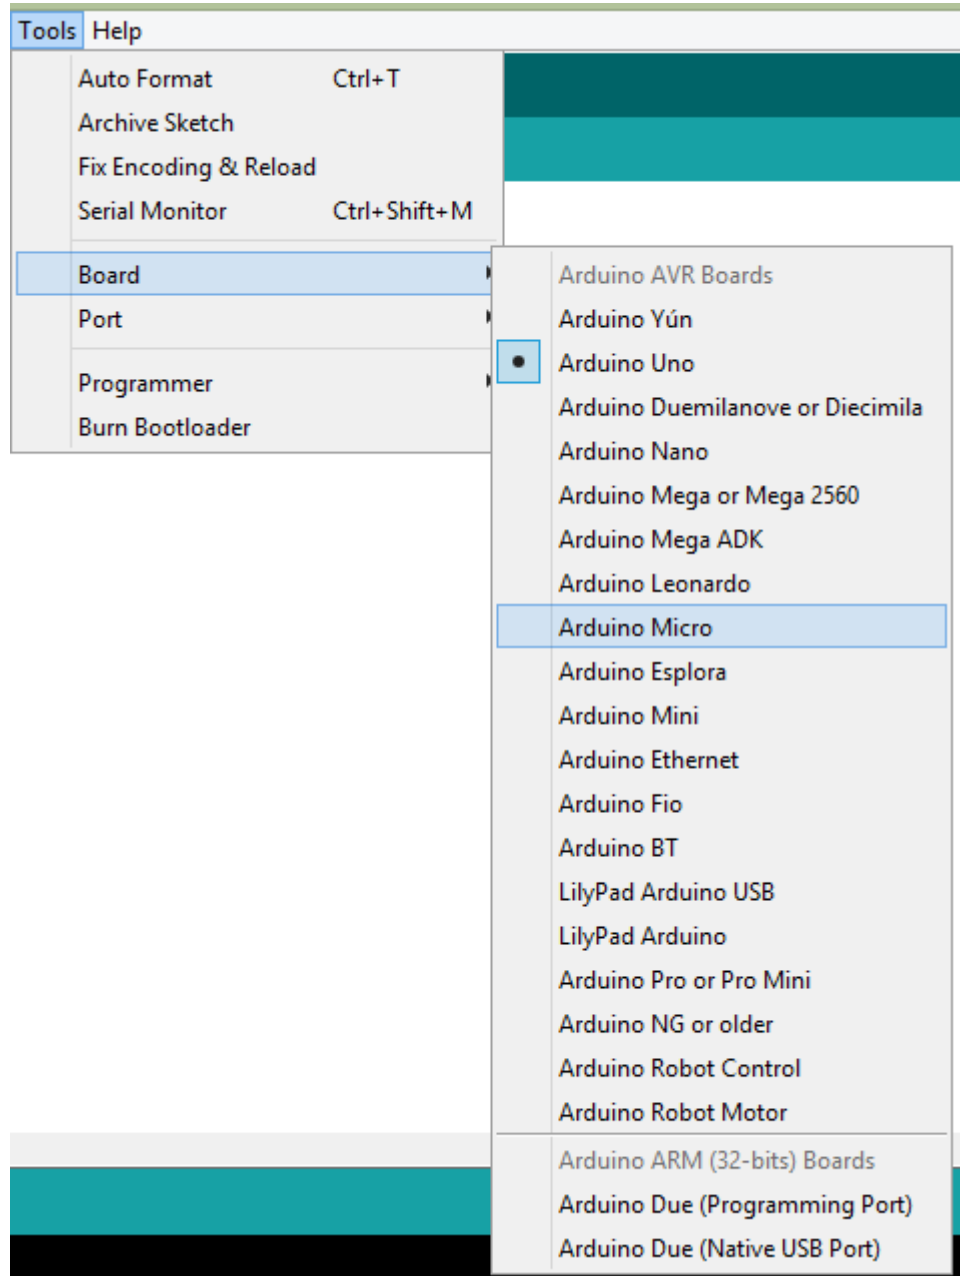 Tools Help
Auto Format Ctrl+T
Archive Sketch
Fix Encoding & Reload
Serial Monitor Ctrl+Shift+M
Board
Port
Programmer
Burn Bootloader
Arduino AVR Boards
Arduino Yún
Arduino Uno
Arduino Duemilanove or Diecimila
Arduino Nano
Arduino Mega or Mega 2560
Arduino Mega ADK
Arduino Leonardo
Arduino Micro
Arduino Esplora
Arduino Mini
Arduino Ethernet
Arduino Fio
Arduino BT
LilyPad Arduino USB
LilyPad Arduino
Arduino Pro or Pro Mini
Arduino NG or older
Arduino Robot Control
Arduino Robot Motor
Arduino ARM (32-bits) Boards
Arduino Due (Programming Port)
Arduino Due (Native USB Port)